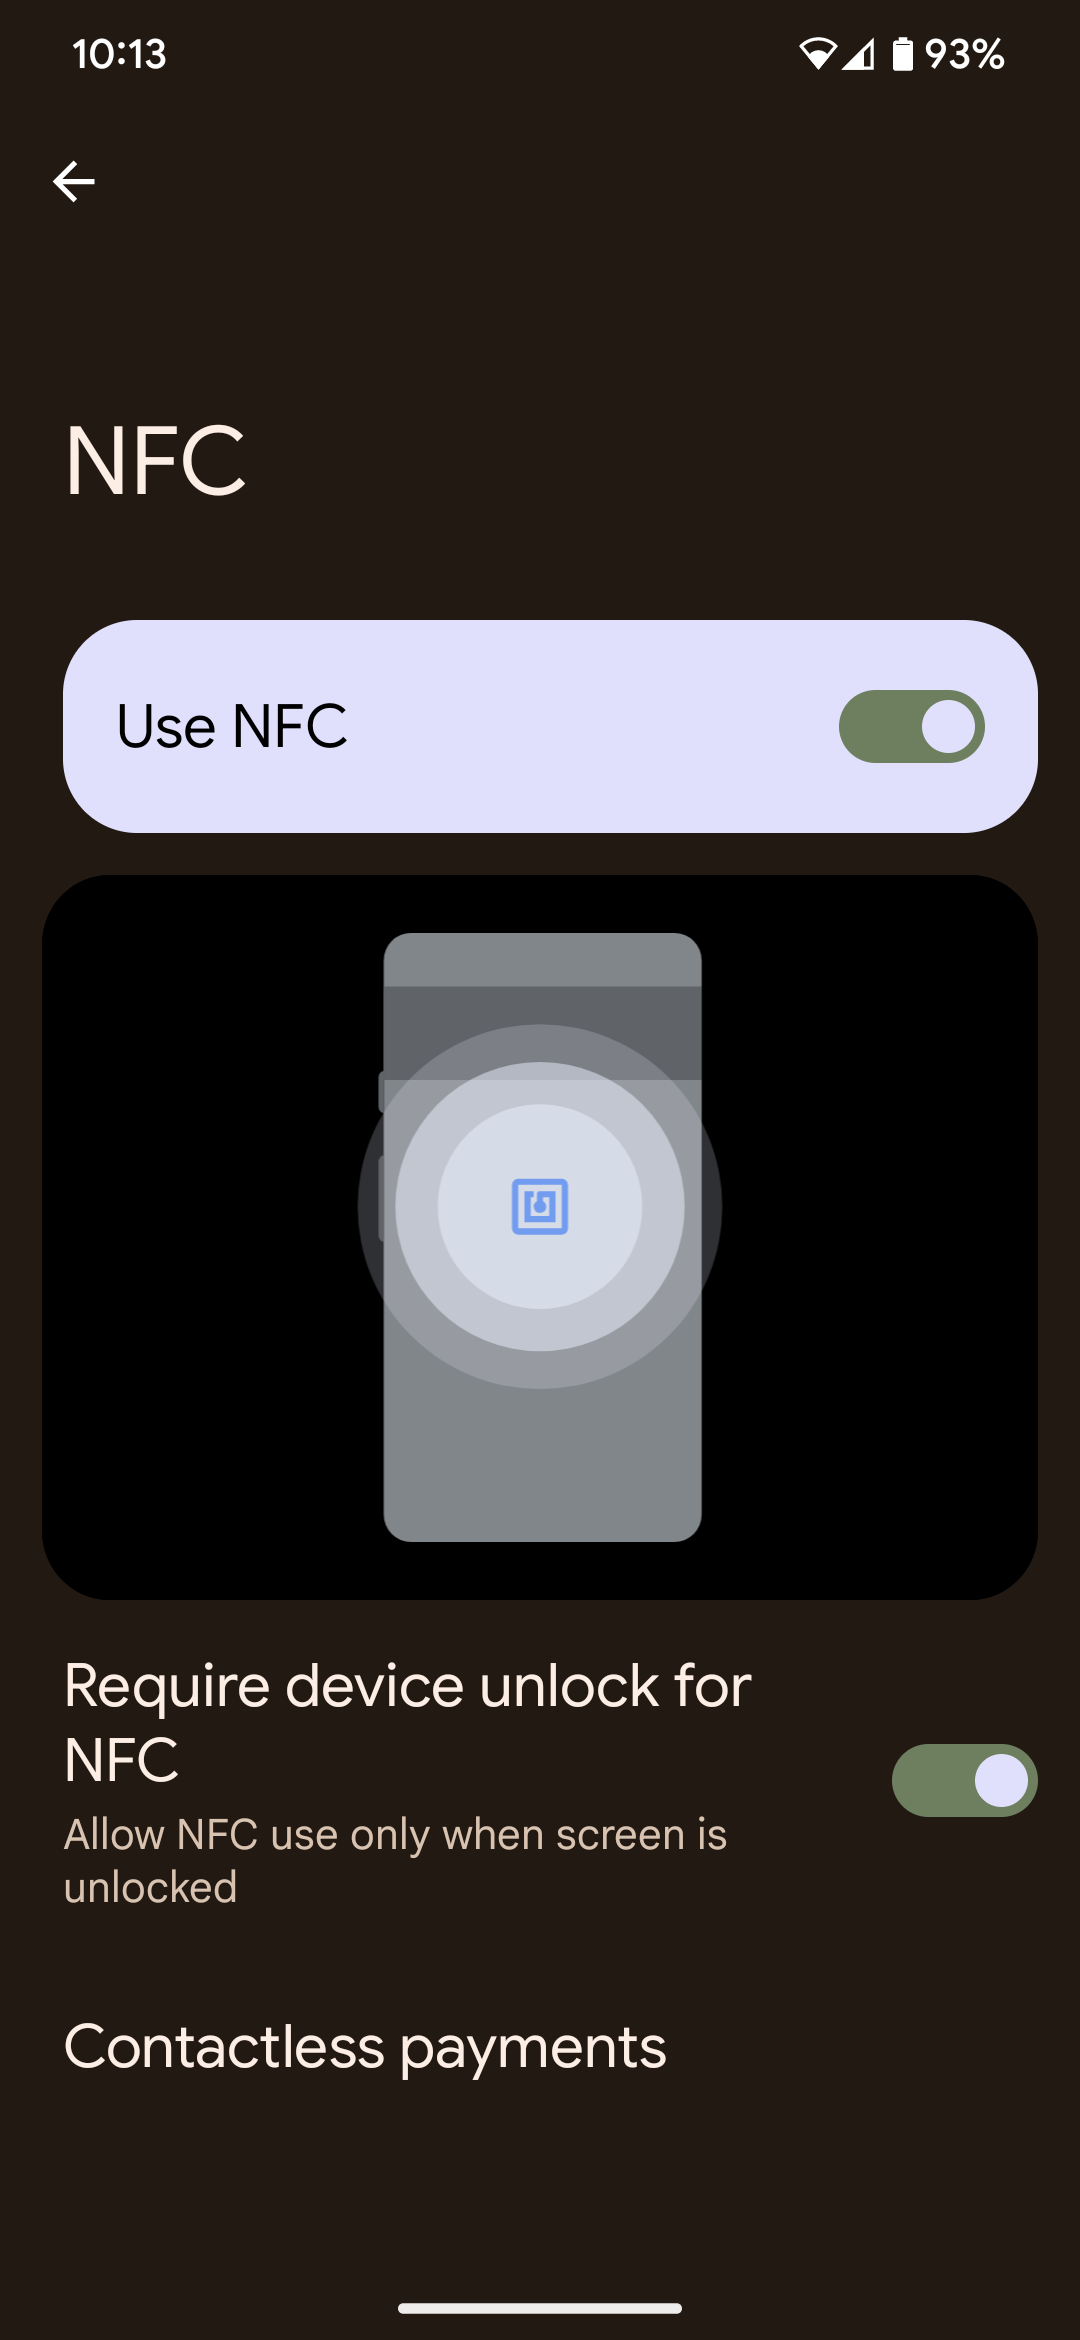 10:13
93%
NFC
Use NFC
Require device unlock for
NFC
Allow NFC use only when screen is
unlocked
Contactless payments